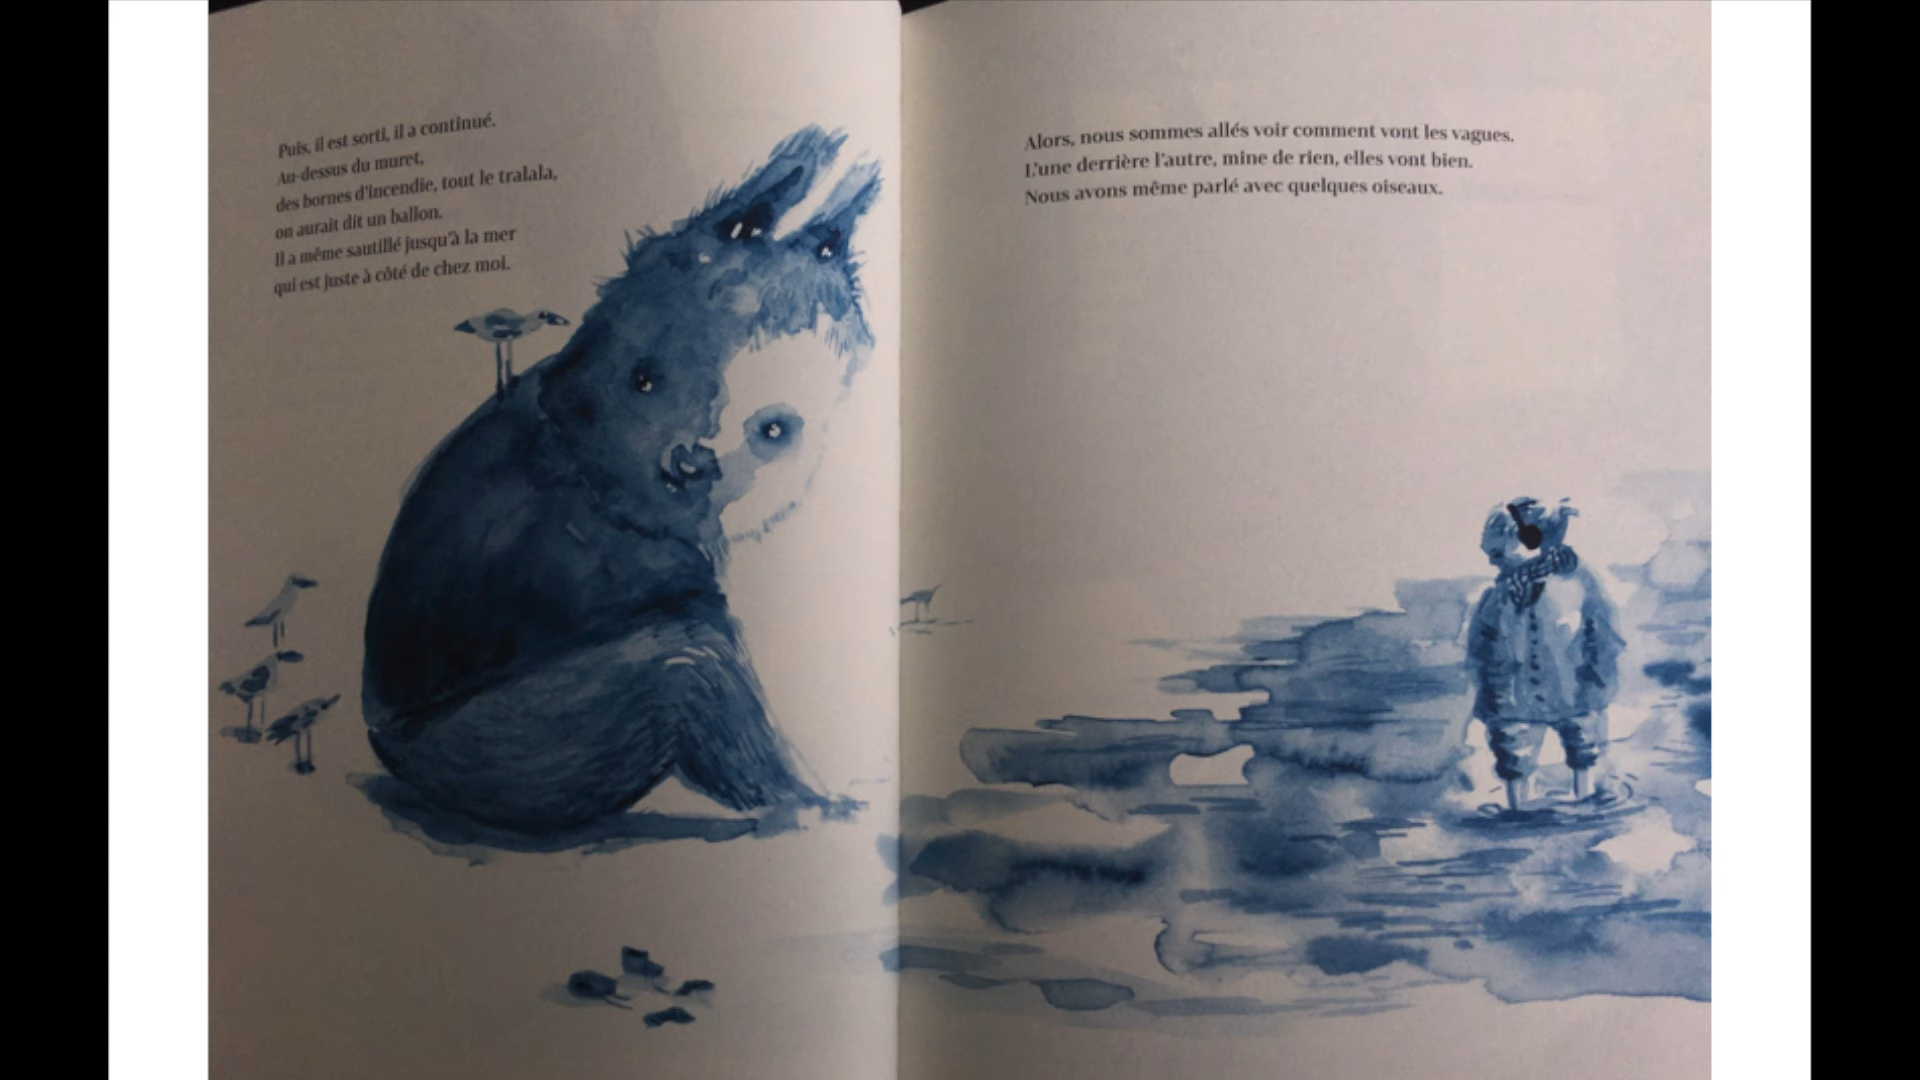 Puis, il est sorti, il a continué.
Au-dessus du muret,
des bornes d'incendie, tout le tralala,
on aurait dit un ballon.
Il a même sautillé jusqu'à la mer
qui est juste à côté de chez moi.
Alors, nous sommes allés voir comment vont les vagues.
L'une derrière l'autre, mine de rien, elles vont bien.
Nous avons même parlé avec quelques oiseaux.